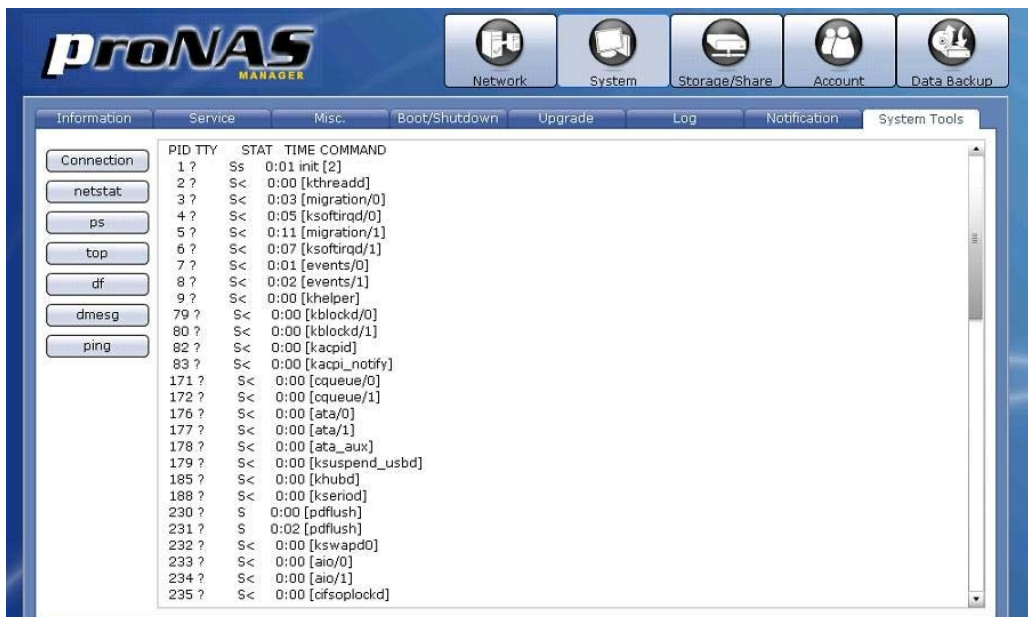 proNAS
MANAGER
Network
System
Storage/Share
Account
Data Backup
Information
Service
Misc.
Boot/Shutdown
Upgrade
Log
Notification
System Tools
Connection
netstat
ps
top
df
dmesg
ping
PID TTY STAT TIME COMMAND
1 ? Ss 0:01 init [2]
2 ? S< 0:00 [kthreadd]
3 ? S< 0:03 [migration/0]
4 ? S< 0:05 [ksoftirqd/0]
5 ? S< 0:11 [migration/1]
6 ? S< 0:07 [ksoftirqd/1]
7 ? S< 0:01 [events/0]
8 ? S< 0:02 [events/1]
9 ? S< 0:00 [khelper]
79 ? S< 0:00 [kblockd/0]
80 ? S< 0:00 [kblockd/1]
82 ? S< 0:00 [kacpid]
83 ? S< 0:00 [kacpi_notify]
171 ? S< 0:00 [cqueue/0]
172 ? S< 0:00 [cqueue/1]
176 ? S< 0:00 [ata/0]
177 ? S< 0:00 [ata/1]
178 ? S< 0:00 [ata_aux]
179 ? S< 0:00 [ksuspend_usbd]
185 ? S< 0:00 [khubd]
188 ? S< 0:00 [kseriod]
230 ? S 0:00 [pdflush]
231 ? S 0:02 [pdflush]
232 ? S< 0:00 [kswapd0]
233 ? S< 0:00 [aio/0]
234 ? S< 0:00 [aio/1]
235 ? S< 0:00 [cifsoplockd]